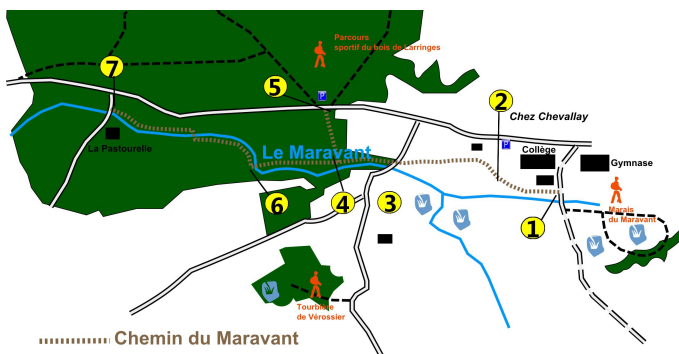 Parcours
sportif du bois de Larringes
7
5
P
2
Chez Chevallay
La Pastourelle
Le Maravant
P
Collège
Gymnase
6
4
3
1
Marais
du Maravant
Tourbière
de Vérossier
Chemin du Maravant